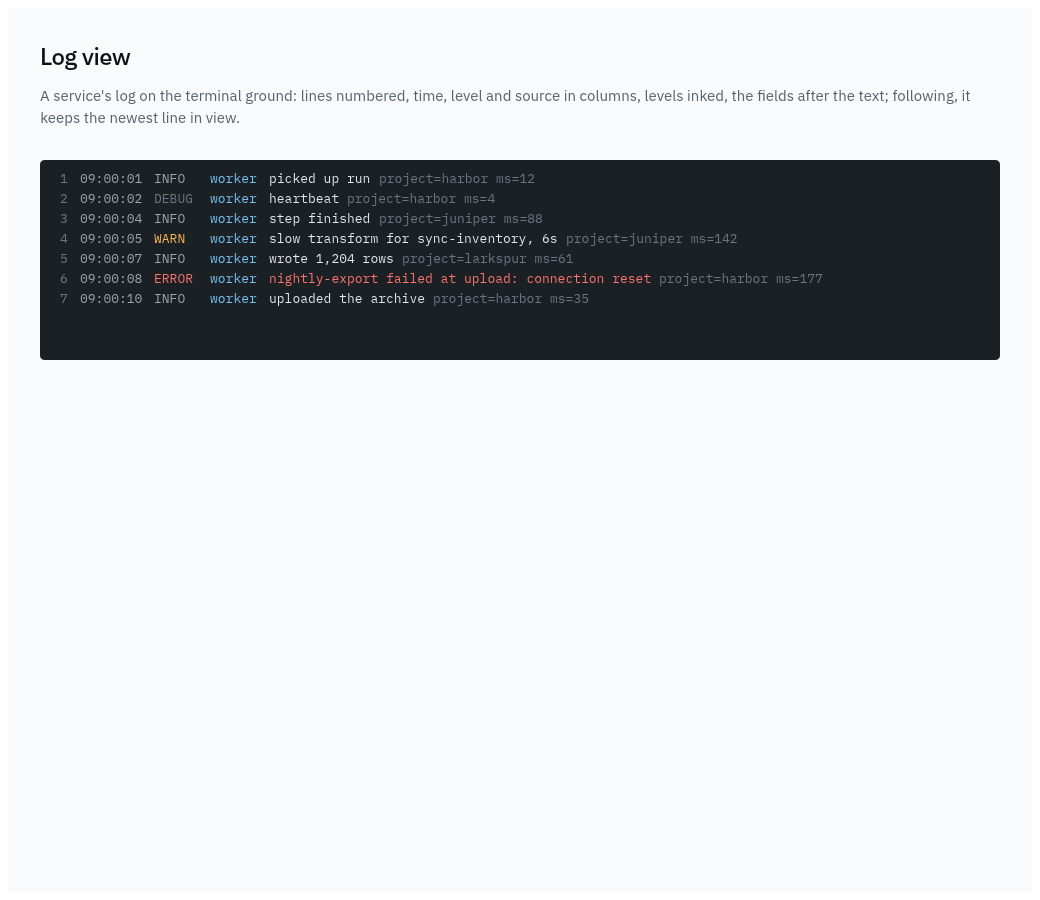 Log view
A service's log on the terminal ground: lines numbered, time, level and source in columns, levels inked, the fields after the text; following, it
keeps the newest line in view.
1 09:00:01 INFO worker picked up run project=harbor ms=12
2 09:00:02 DEBUG worker heartbeat project=harbor ms=4
3 09:00:04 INFO worker step finished project=juniper ms=88
4 09:00:05 WARN worker slow transform for sync-inventory, 6s project=juniper ms=142
5 09:00:07 INFO worker wrote 1,204 rows project=larkspur ms=61
6 09:00:08 ERROR worker nightly-export failed at upload: connection reset project=harbor ms=177
7 09:00:10 INFO worker uploaded the archive project=harbor ms=35